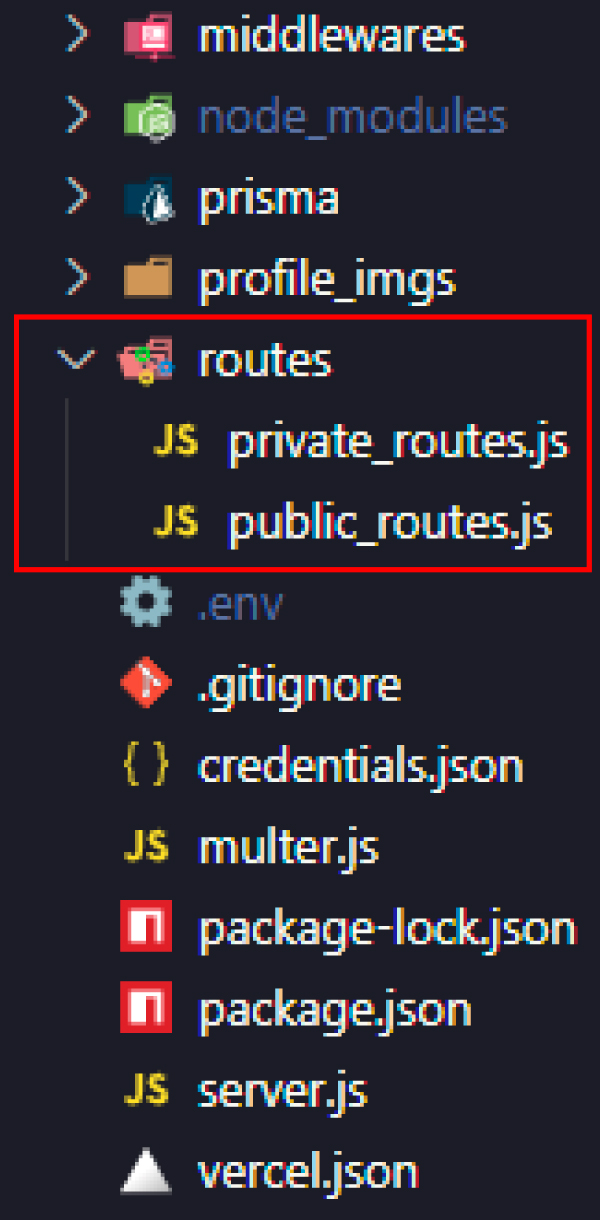 middlewares
node_modules
prisma
profile_imgs
routes
JS private_routes.js
JS public_routes.js
.env
.gitignore
{ } credentials.json
JS multer.js
package-lock.json
package.json
JS server.js
vercel.json